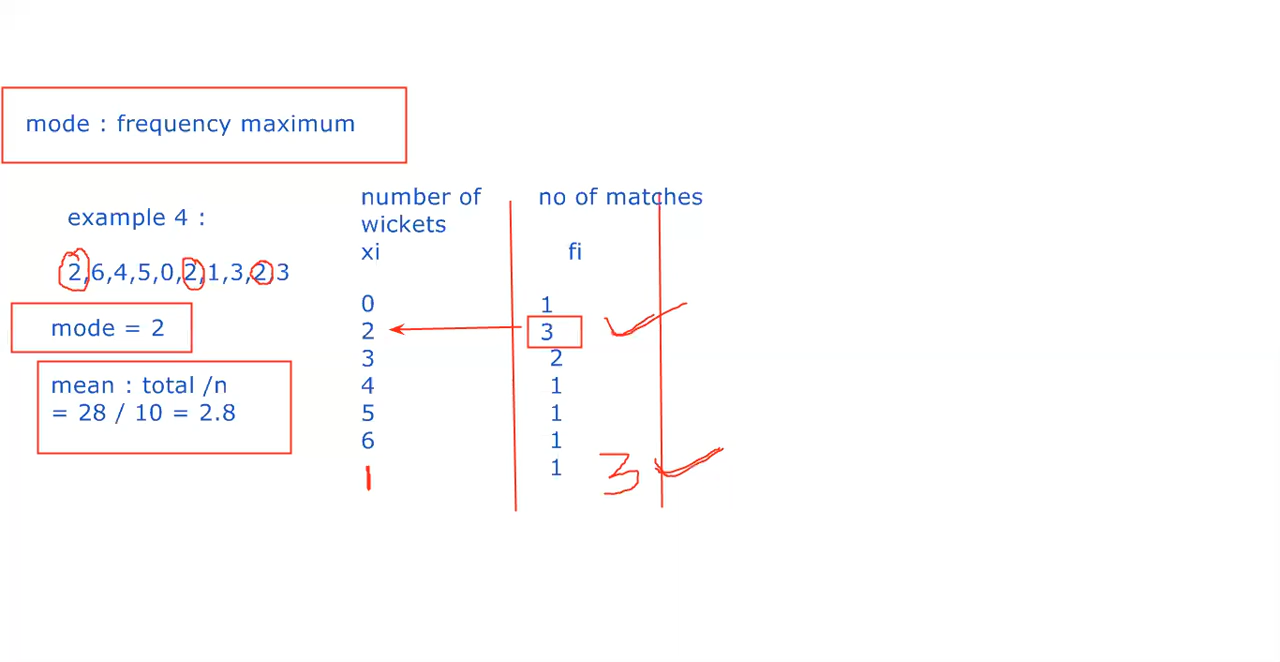 mode : frequency maximum
example 4 :
2,6,4,5,0,2,1,3,2,3
mode = 2
mean : total /n
= 28 / 10 = 2.8
number of wickets no of matches
xi fi
0 1
2 3
3 2
4 1
5 1
6 1
1 1 3